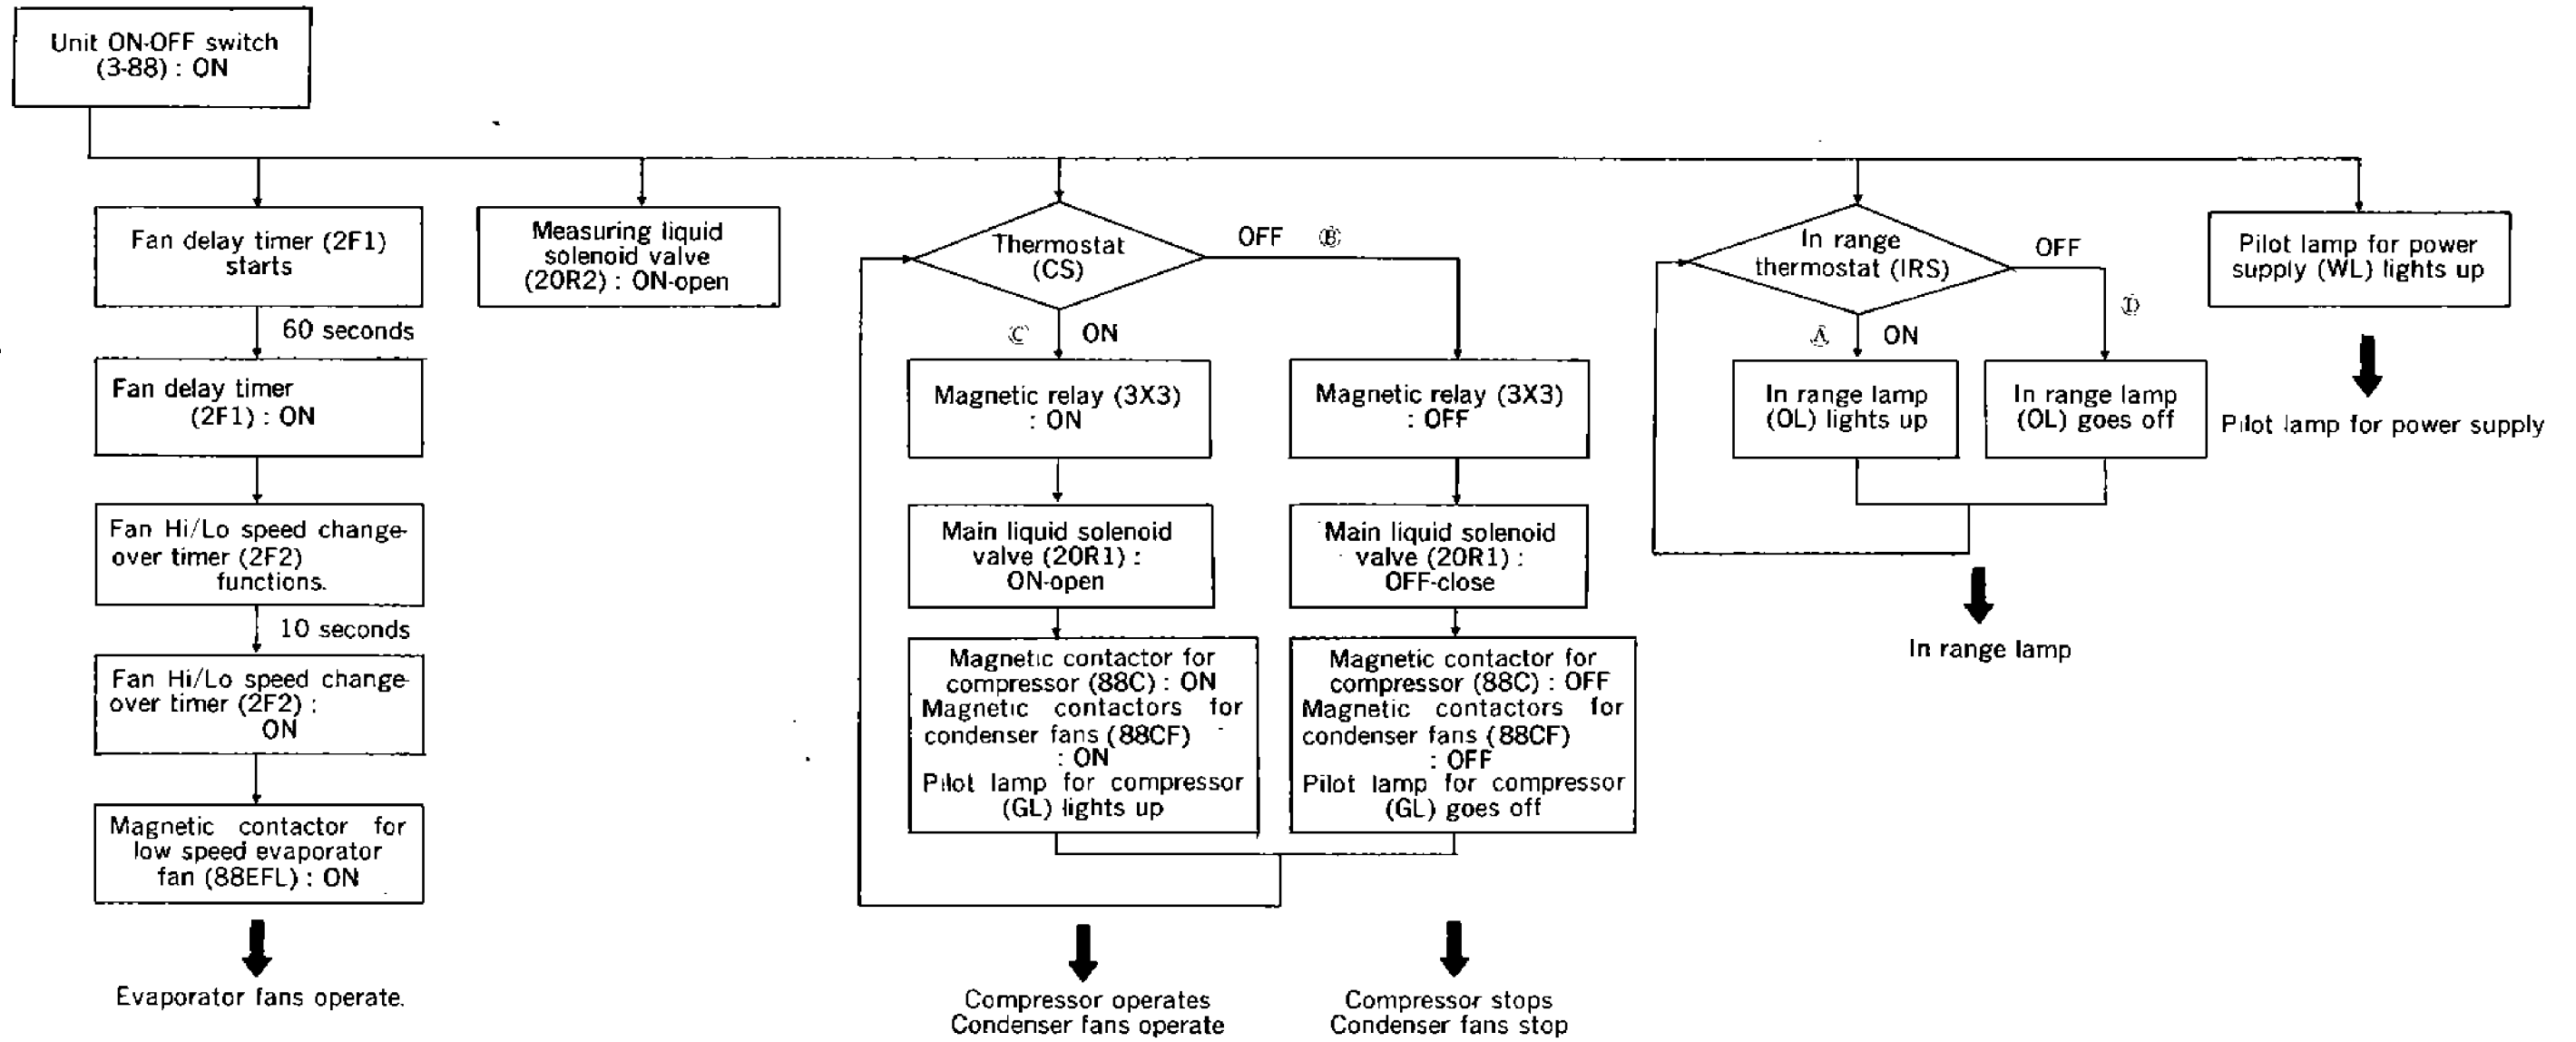 Unit ON-OFF switch
(3-88) : ON
Fan delay timer (2F1)
starts
60 seconds
Fan delay timer
(2F1) : ON
Fan Hi/Lo speed change-
over timer (2F2)
functions.
10 seconds
Fan Hi/Lo speed change-
over timer (2F2) :
ON
Magnetic contactor for
low speed evaporator
fan (88EFL) : ON
Evaporator fans operate.
Measuring liquid
solenoid valve
(20R2) : ON-open
Thermostat
(CS)
OFF Ⓑ
Ⓒ ON
Magnetic relay (3X3)
: ON
Main liquid solenoid
valve (20R1) :
ON-open
Magnetic contactor for
compressor (88C) : ON
Magnetic contactors for
condenser fans (88CF)
: ON
Pilot lamp for compressor
(GL) lights up
Compressor operates
Condenser fans operate
Magnetic relay (3X3)
: OFF
Main liquid solenoid
valve (20R1) :
OFF-close
Magnetic contactor for
compressor (88C) : OFF
Magnetic contactors for
condenser fans (88CF)
: OFF
Pilot lamp for compressor
(GL) goes off
Compressor stops
Condenser fans stop
In range
thermostat (IRS)
OFF
Ⓓ
Ⓐ ON
In range lamp
(OL) lights up
In range lamp
(OL) goes off
In range lamp
Pilot lamp for power
supply (WL) lights up
Pilot lamp for power supply